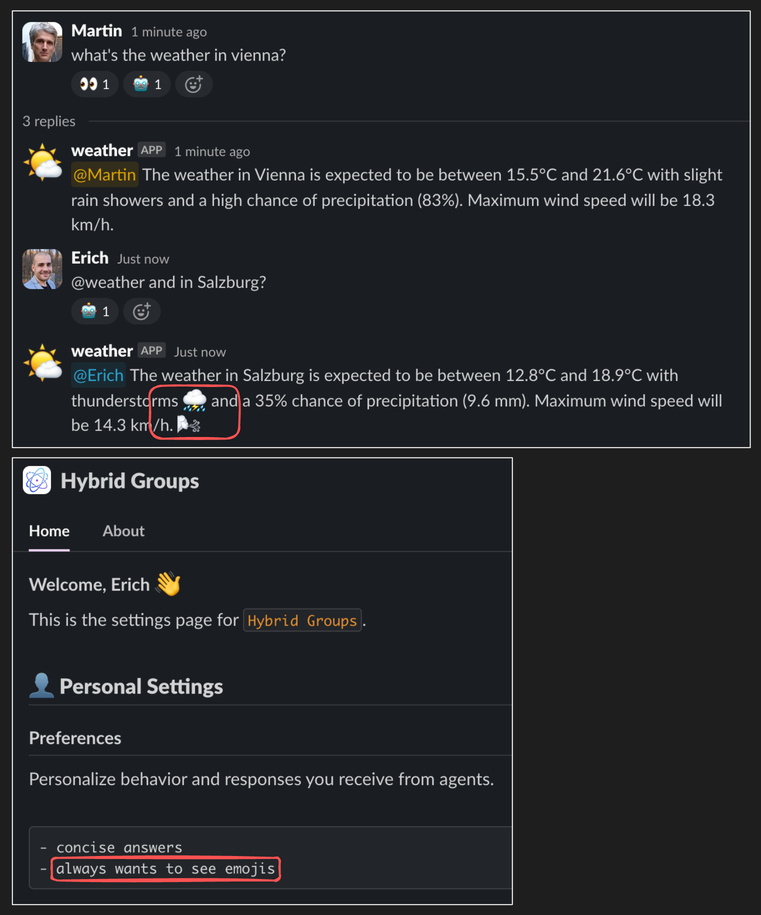 Martin 1 minute ago
what's the weather in vienna?
👀 1 🤖 1
3 replies
weather APP 1 minute ago
@Martin The weather in Vienna is expected to be between 15.5°C and 21.6°C with slight
rain showers and a high chance of precipitation (83%). Maximum wind speed will be 18.3
km/h.
Erich Just now
@weather and in Salzburg?
🤖 1
weather APP Just now
@Erich The weather in Salzburg is expected to be between 12.8°C and 18.9°C with
thunderstorms ⛈️ and a 35% chance of precipitation (9.6 mm). Maximum wind speed will
be 14.3 km/h. 🌬️
Hybrid Groups
Home About
Welcome, Erich 👋
This is the settings page for Hybrid Groups.
👤 Personal Settings
Preferences
Personalize behavior and responses you receive from agents.
- concise answers
- always wants to see emojis